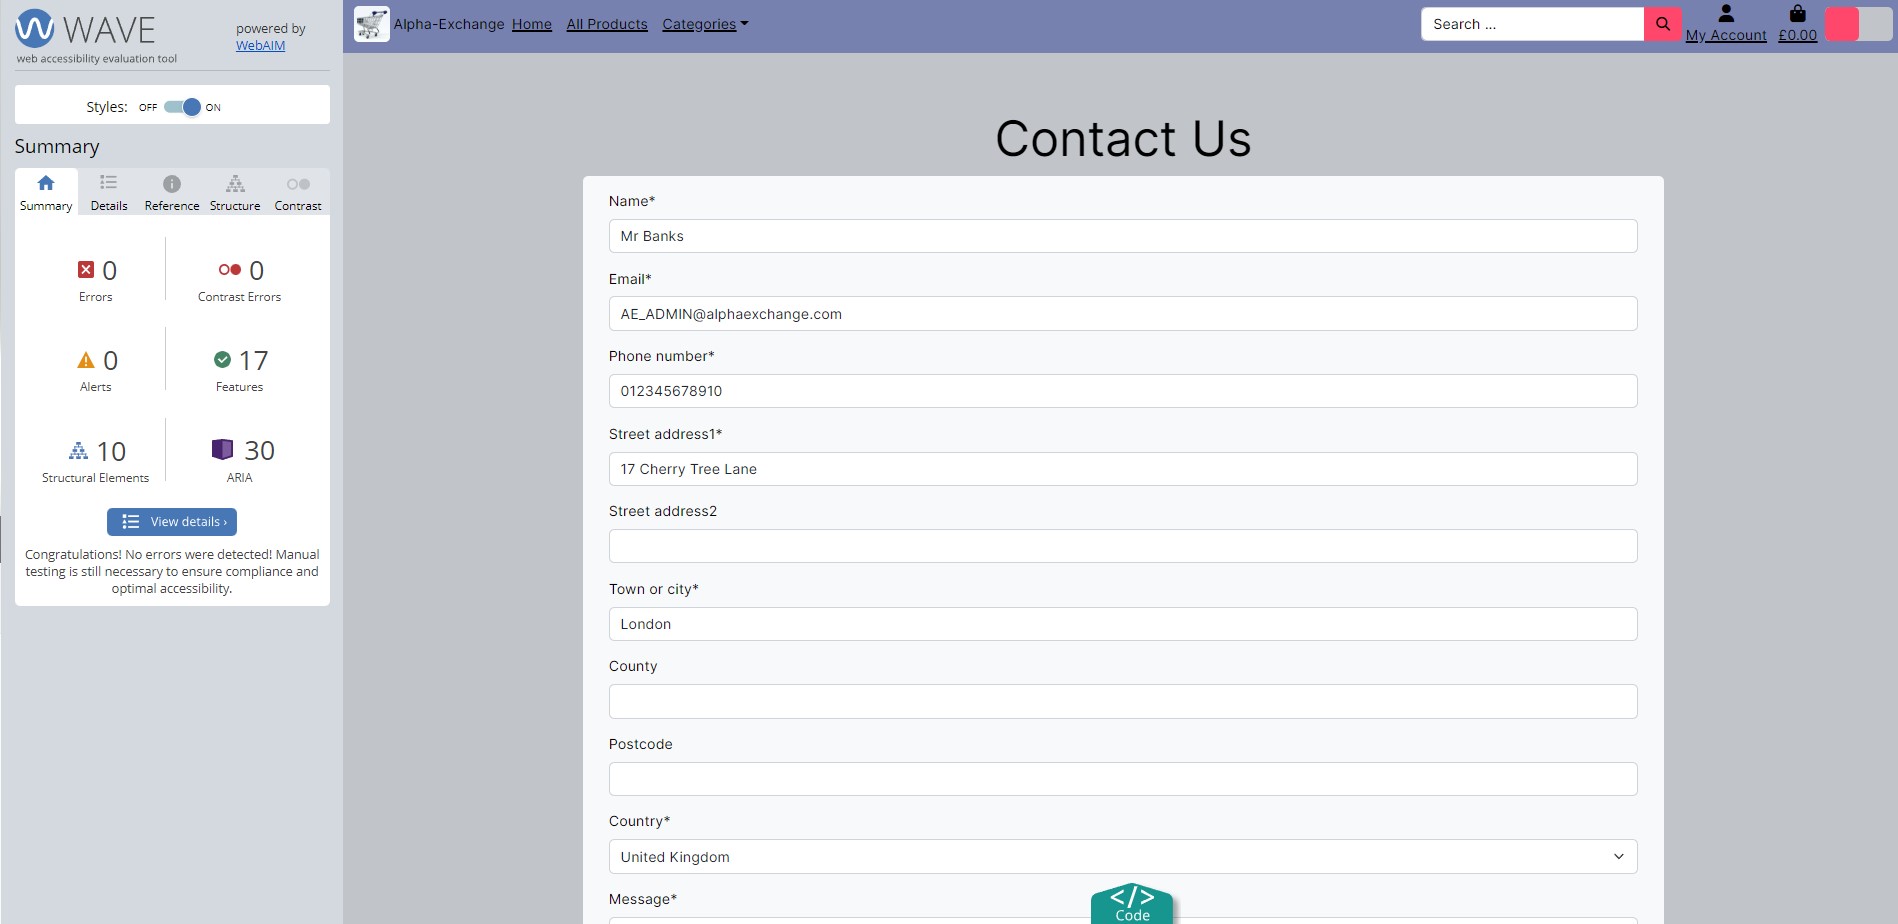 WAVE
powered by
WebAIM
web accessibility evaluation tool
Styles: OFF ON
Summary
Summary Details Reference Structure Contrast
0 0
Errors Contrast Errors
0 17
Alerts Features
10 30
Structural Elements ARIA
View details ›
Congratulations! No errors were detected! Manual
testing is still necessary to ensure compliance and
optimal accessibility.
Alpha-Exchange Home All Products Categories Search ... My Account £0.00
Contact Us
Name*
Mr Banks
Email*
AE_ADMIN@alphaexchange.com
Phone number*
012345678910
Street address1*
17 Cherry Tree Lane
Street address2
Town or city*
London
County
Postcode
Country*
United Kingdom
Message*
</>
Code